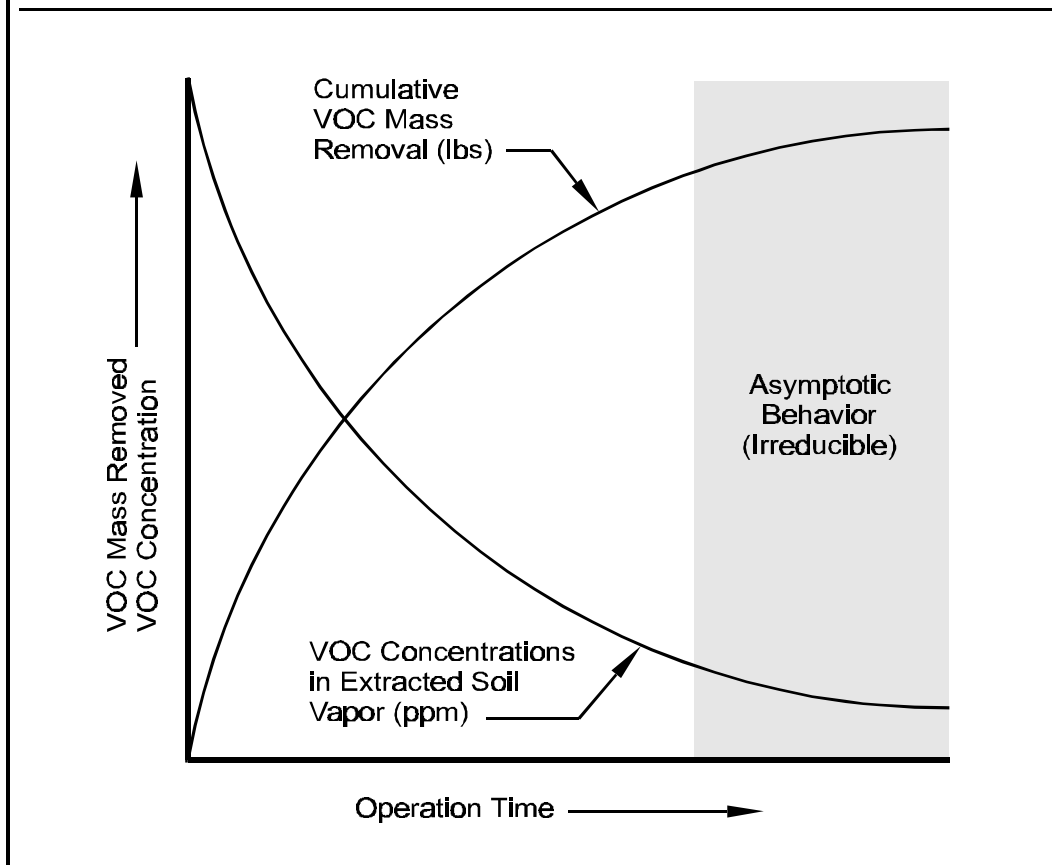 Cumulative
VOC Mass
Removal (lbs)
VOC Mass Removed
VOC Concentration
Asymptotic
Behavior
(Irreducible)
VOC Concentrations
in Extracted Soil
Vapor (ppm)
Operation Time